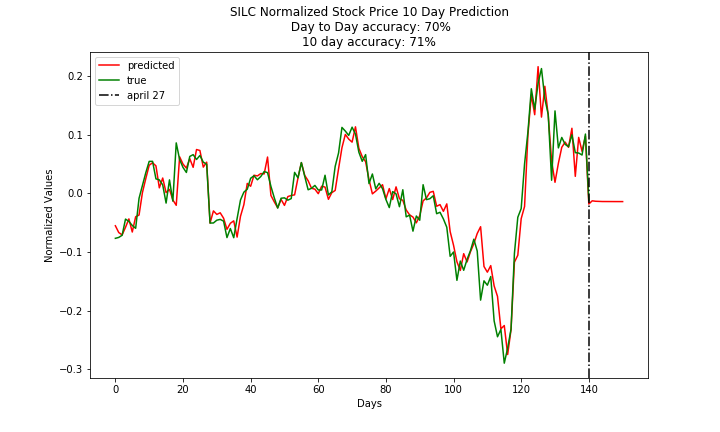 SILC Normalized Stock Price 10 Day Prediction
Day to Day accuracy: 70%
10 day accuracy: 71%
predicted
true
april 27
Normalized Values
0.2
0.1
0.0
−0.1
−0.2
−0.3
0 20 40 60 80 100 120 140
Days